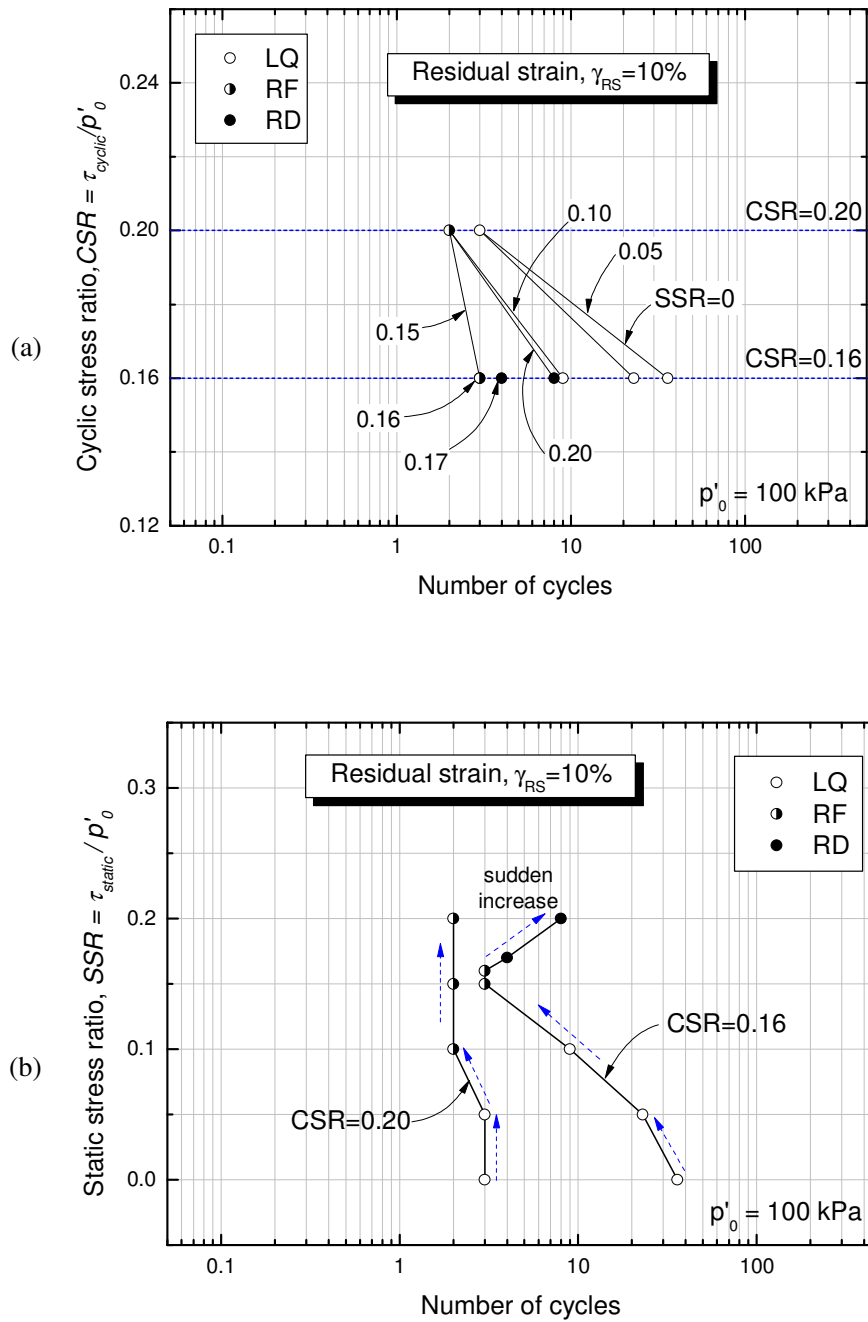 LQ
RF
RD
Residual strain, γRS=10%
0.24
0.20
0.16
0.12
Cyclic stress ratio, CSR = τcyclic/p'0
CSR=0.20
0.10
0.05
SSR=0
0.15
(a)
CSR=0.16
0.16
0.17
0.20
p'0 = 100 kPa
0.1
1
10
100
Number of cycles
Residual strain, γRS=10%
LQ
RF
RD
0.3
0.2
0.1
0.0
Static stress ratio, SSR = τstatic / p'0
sudden
increase
CSR=0.16
(b)
CSR=0.20
p'0 = 100 kPa
0.1
1
10
100
Number of cycles